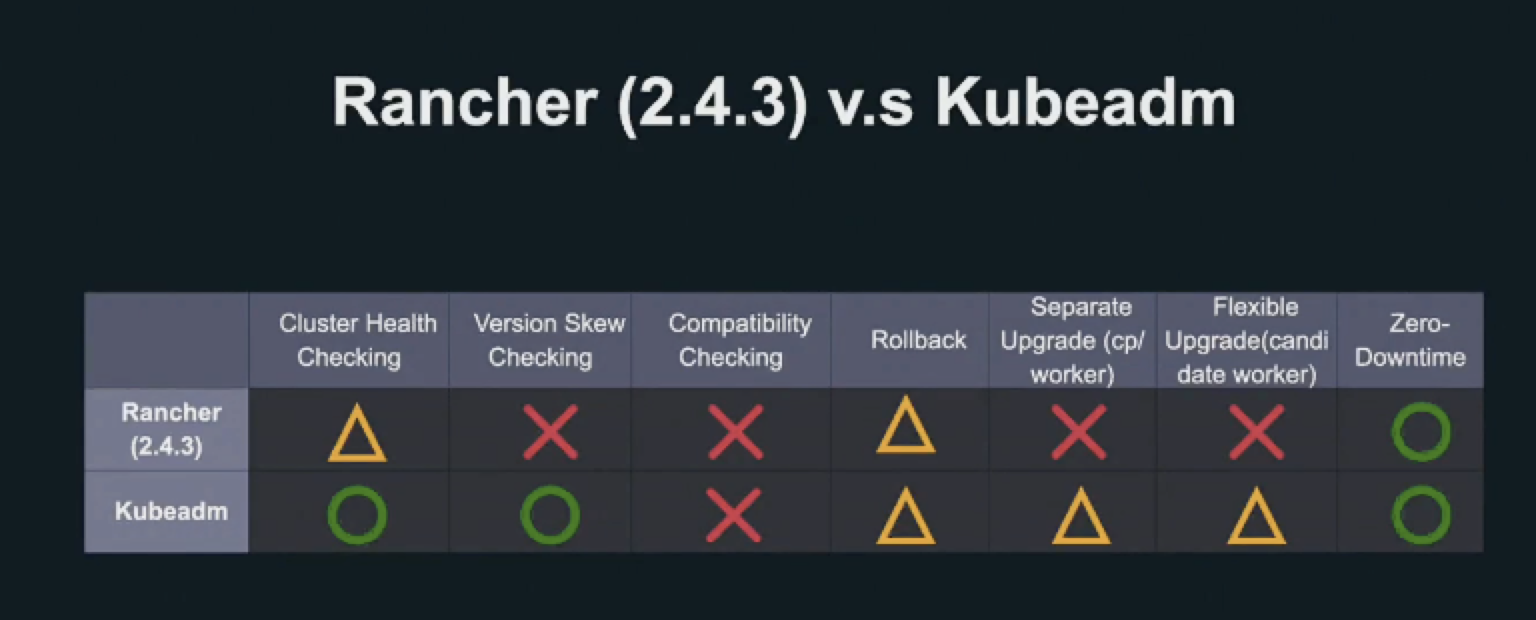 Rancher (2.4.3) v.s Kubeadm
Cluster Health
Checking
Version Skew
Checking
Compatibility
Checking
Rollback
Separate
Upgrade (cp/
worker)
Flexible
Upgrade(candi
date worker)
Zero-
Downtime
Rancher
(2.4.3)
Kubeadm